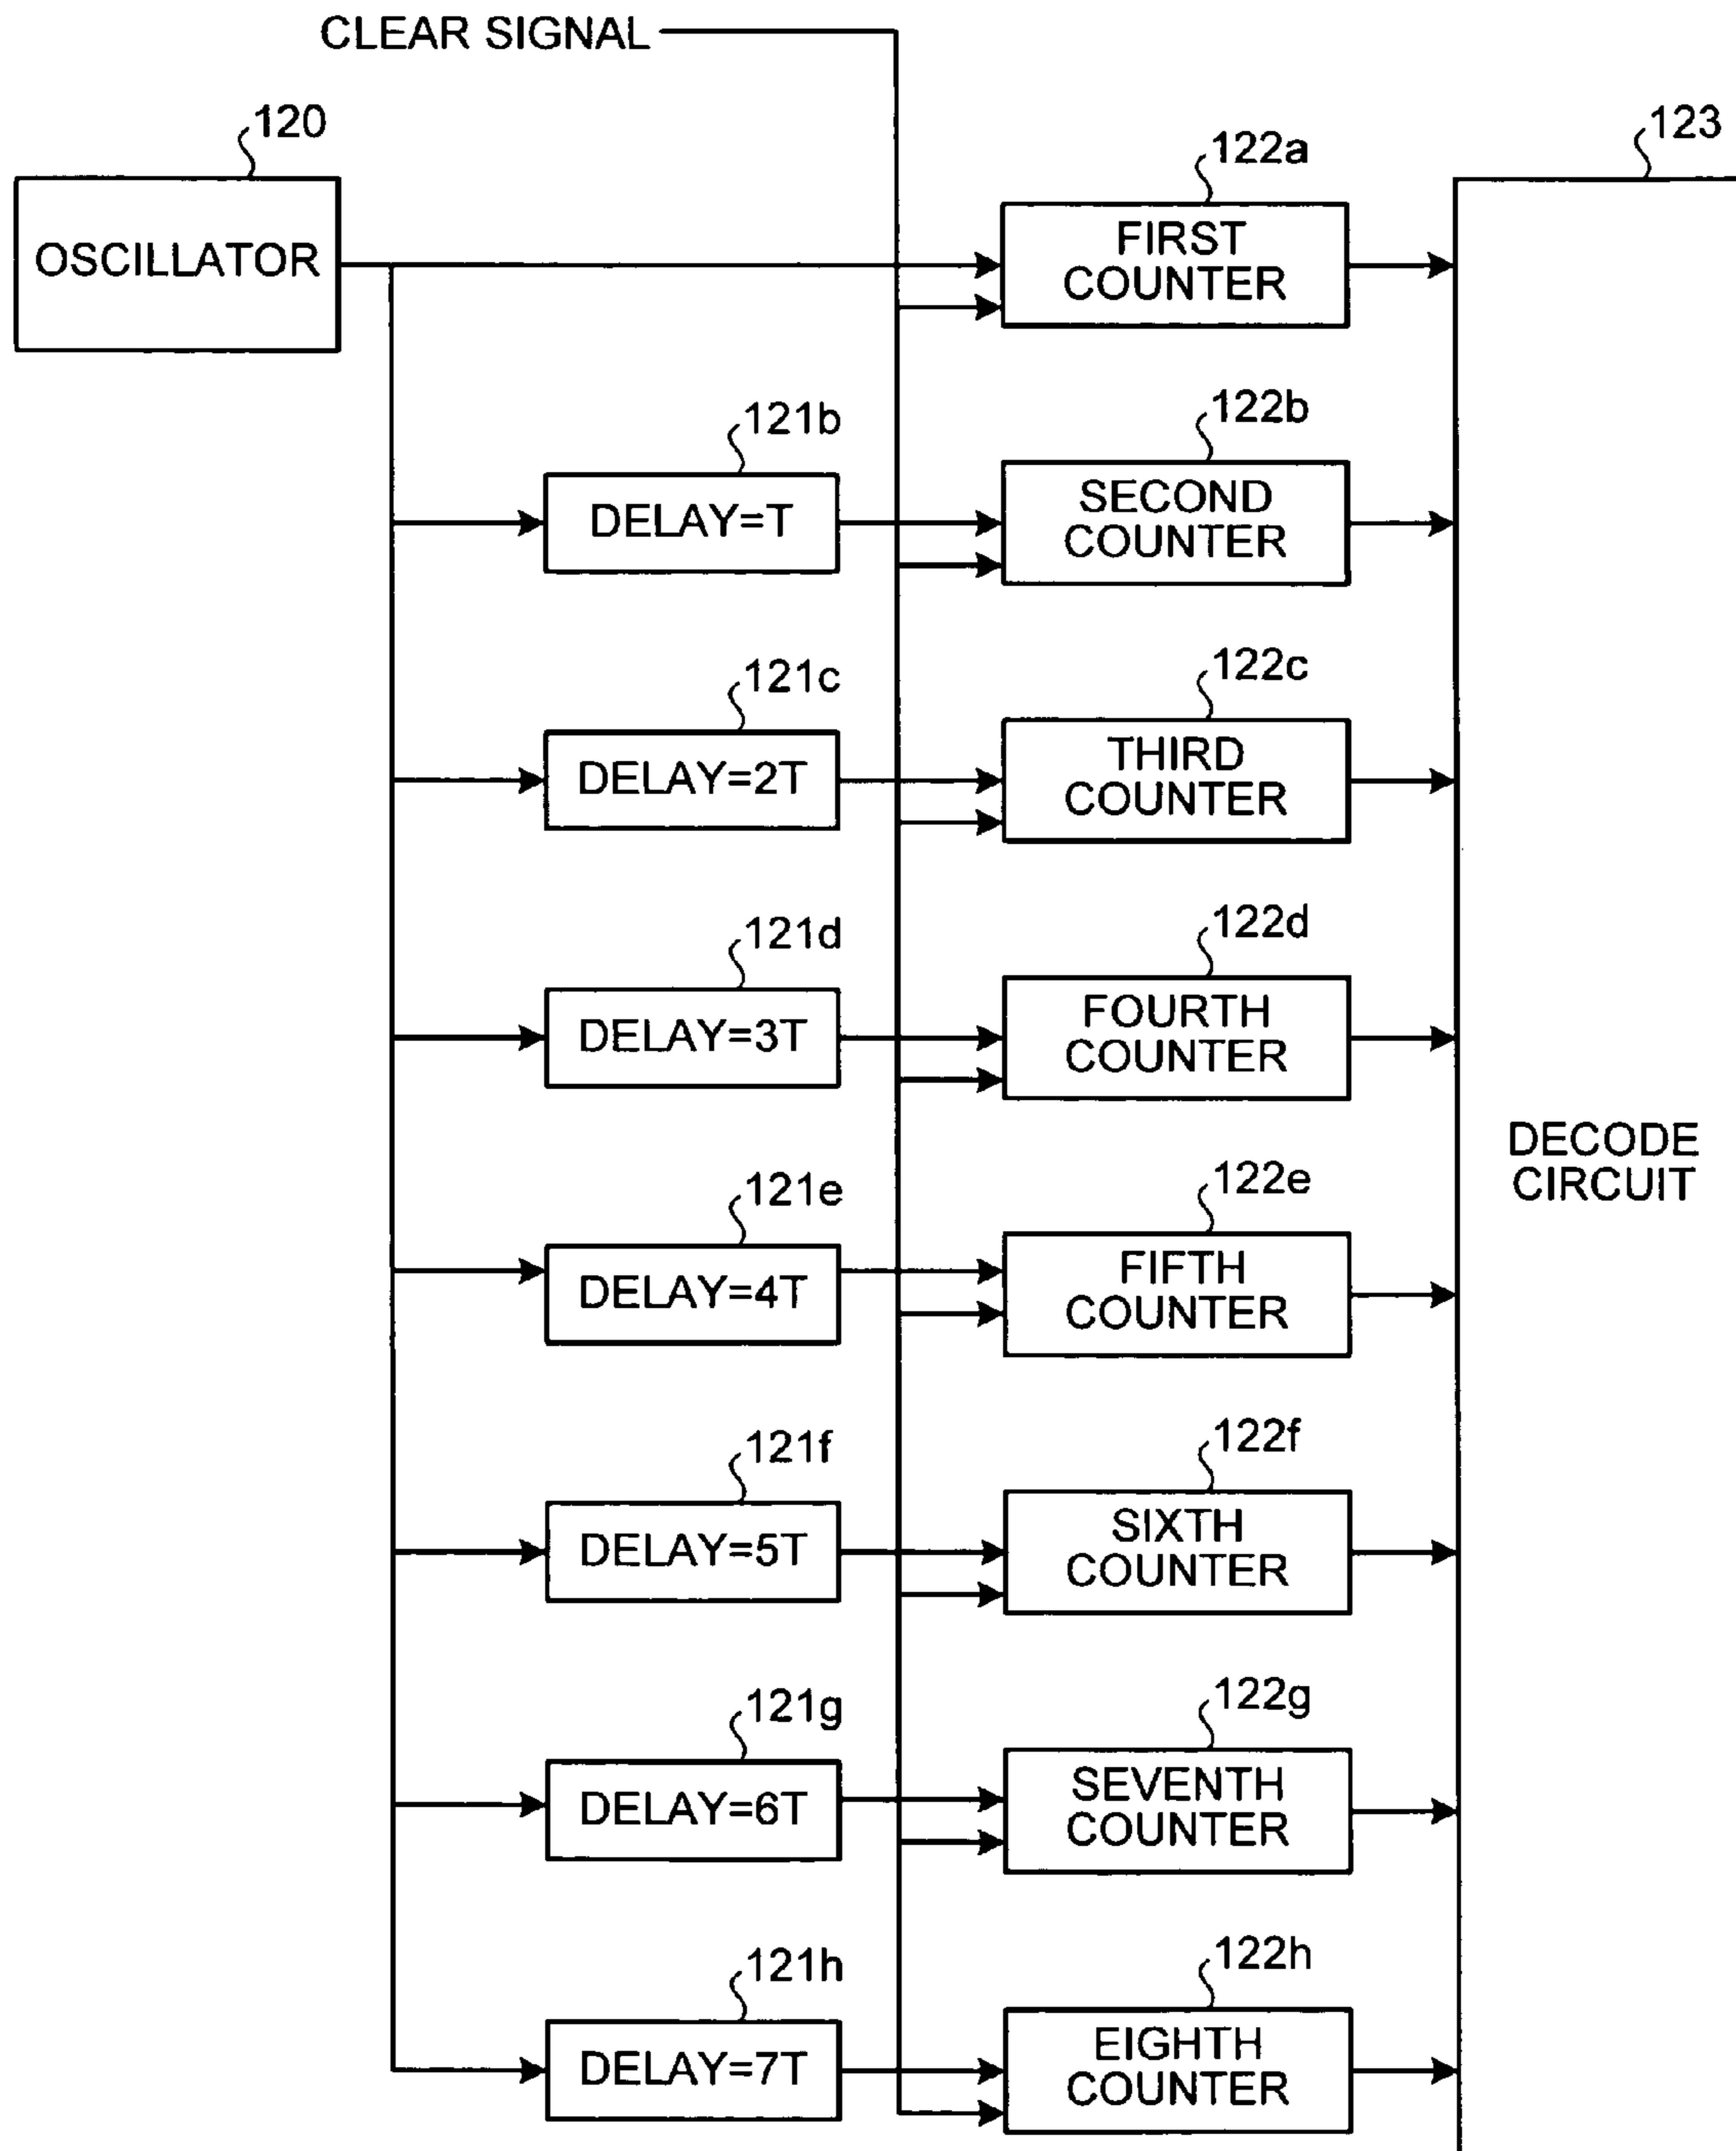 CLEAR SIGNAL
120
OSCILLATOR
122a
FIRST
COUNTER
123
121b
DELAY=T
122b
SECOND
COUNTER
121c
DELAY=2T
122c
THIRD
COUNTER
121d
DELAY=3T
122d
FOURTH
COUNTER
DECODE
CIRCUIT
121e
DELAY=4T
122e
FIFTH
COUNTER
121f
DELAY=5T
122f
SIXTH
COUNTER
121g
DELAY=6T
122g
SEVENTH
COUNTER
121h
DELAY=7T
122h
EIGHTH
COUNTER